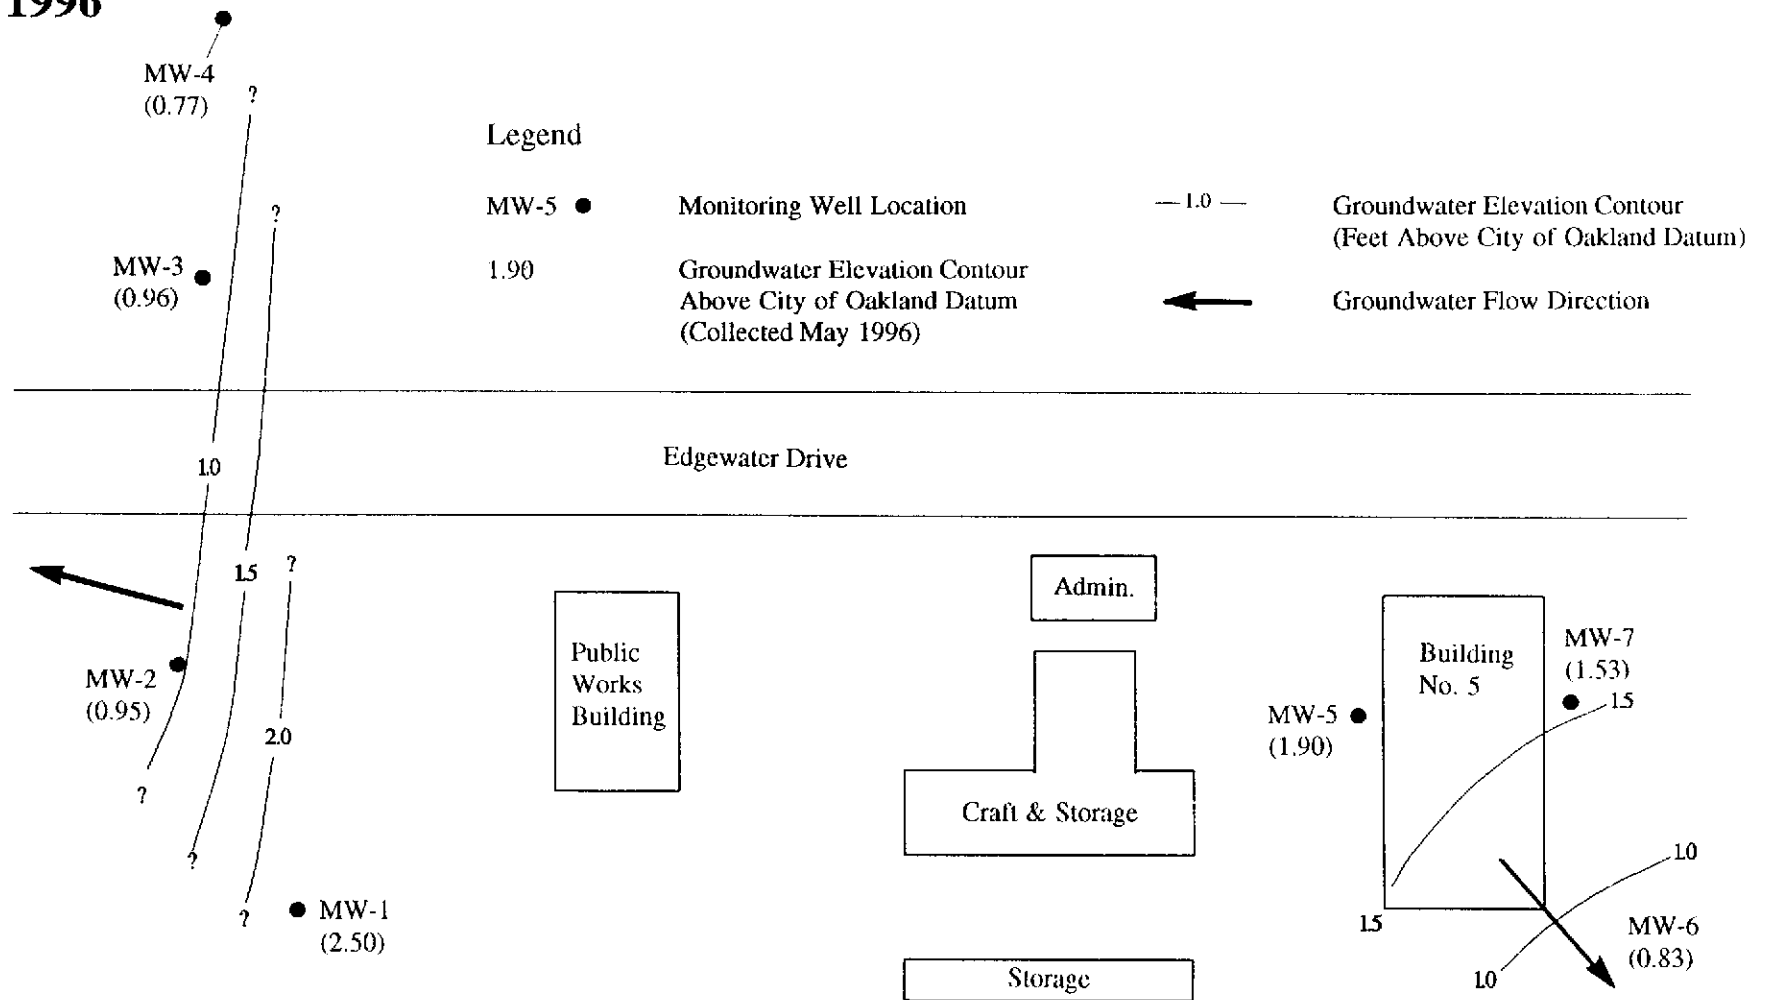 1996
MW-4
(0.77)
?
Legend
?
MW-5
Monitoring Well Location
1.0
Groundwater Elevation Contour
(Feet Above City of Oakland Datum)
MW-3
(0.96)
1.90
Groundwater Elevation Contour
Above City of Oakland Datum
(Collected May 1996)
Groundwater Flow Direction
1.0
Edgewater Drive
1.5
?
Admin.
Public
Works
Building
Building
No. 5
MW-7
(1.53)
1.5
MW-2
(0.95)
MW-5
(1.90)
2.0
?
Craft & Storage
?
1.0
?
MW-1
(2.50)
1.5
MW-6
(0.83)
Storage
1.0